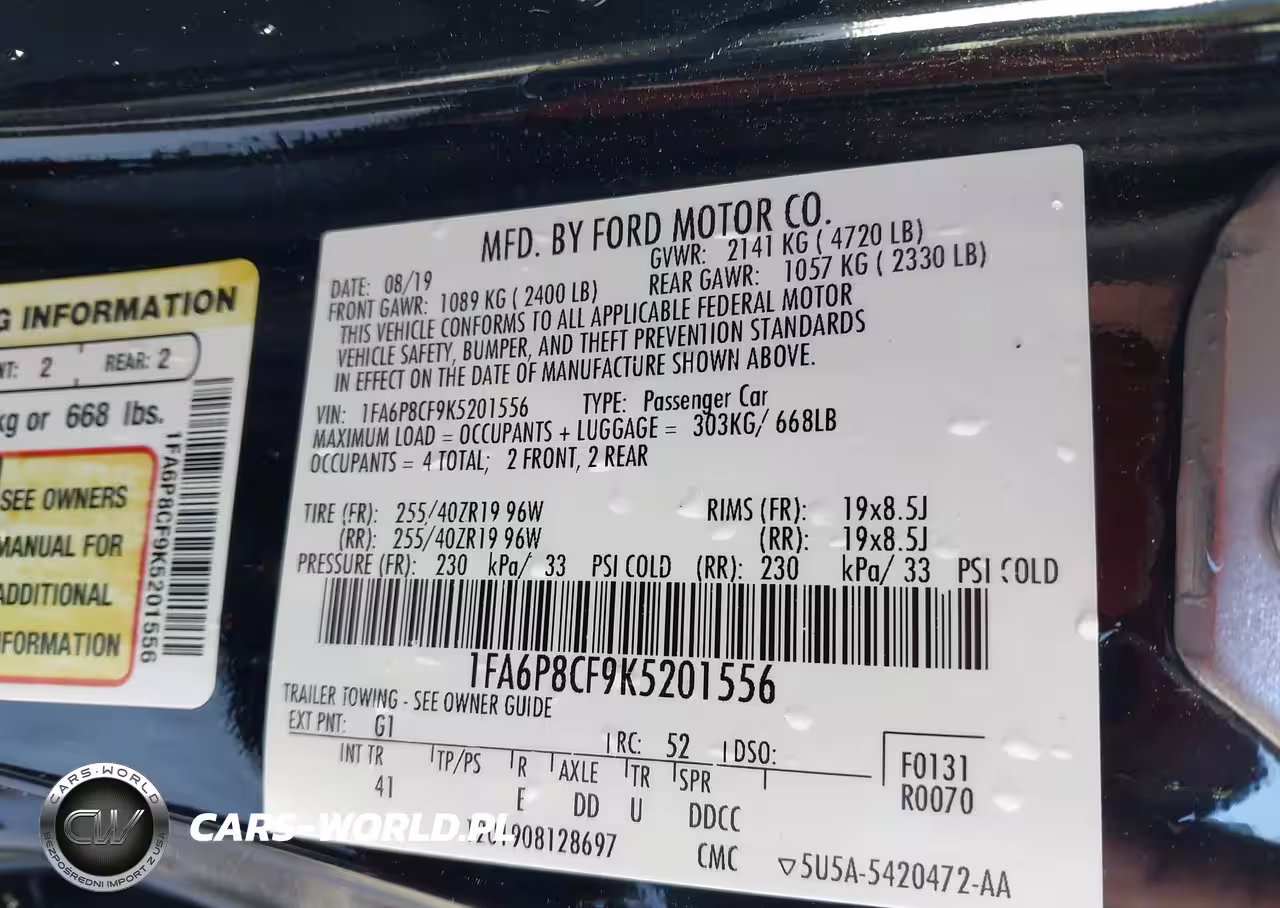 G INFORMATION
NT: 2 REAR: 2
kg or 668 lbs.
SEE OWNERS
MANUAL FOR
ADDITIONAL
FORMATION
1FA6P8CF9K5201556
MFD. BY FORD MOTOR CO.
DATE: 08/19 GVWR: 2141 KG ( 4720 LB)
FRONT GAWR: 1089 KG ( 2400 LB) REAR GAWR: 1057 KG ( 2330 LB)
THIS VEHICLE CONFORMS TO ALL APPLICABLE FEDERAL MOTOR
VEHICLE SAFETY, BUMPER, AND THEFT PREVENTION STANDARDS
IN EFFECT ON THE DATE OF MANUFACTURE SHOWN ABOVE.
VIN: 1FA6P8CF9K5201556 TYPE: Passenger Car
MAXIMUM LOAD = OCCUPANTS + LUGGAGE = 303KG/ 668LB
OCCUPANTS = 4 TOTAL; 2 FRONT, 2 REAR
TIRE (FR): 255/40ZR19 96W RIMS (FR): 19x8.5J
(RR): 255/40ZR19 96W (RR): 19x8.5J
PRESSURE (FR): 230 kPa/ 33 PSI COLD (RR): 230 kPa/ 33 PSI COLD
1FA6P8CF9K5201556
TRAILER TOWING - SEE OWNER GUIDE
EXT PNT: G1 RC: 52 DSO: F0131
INT TR TP/PS R AXLE TR SPR R0070
41 E DD U DDCC
908128697 CMC ▽5U5A-5420472-AA
CARS-WORLD
CW
BEZPOŚREDNI IMPORT Z USA
CARS-WORLD.PL